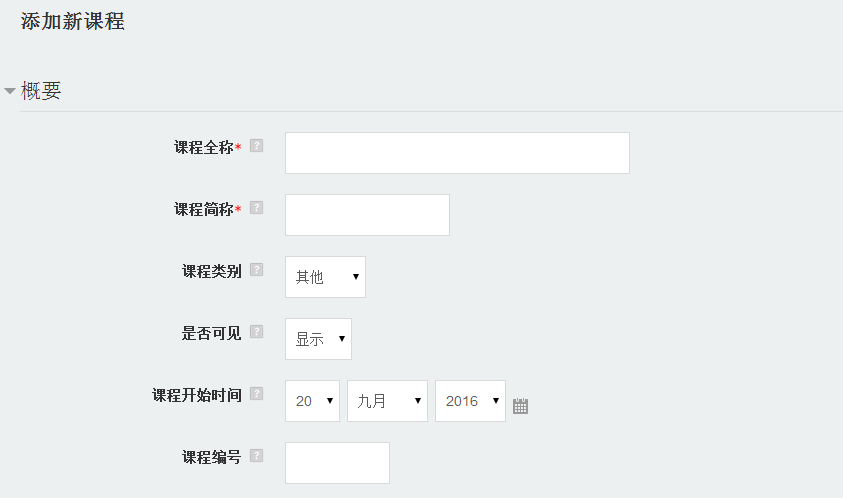 添加新课程
概要
课程全称* ?
课程简称* ?
课程类别 ? 其他
是否可见 ? 显示
课程开始时间 ? 20 九月 2016
课程编号 ?